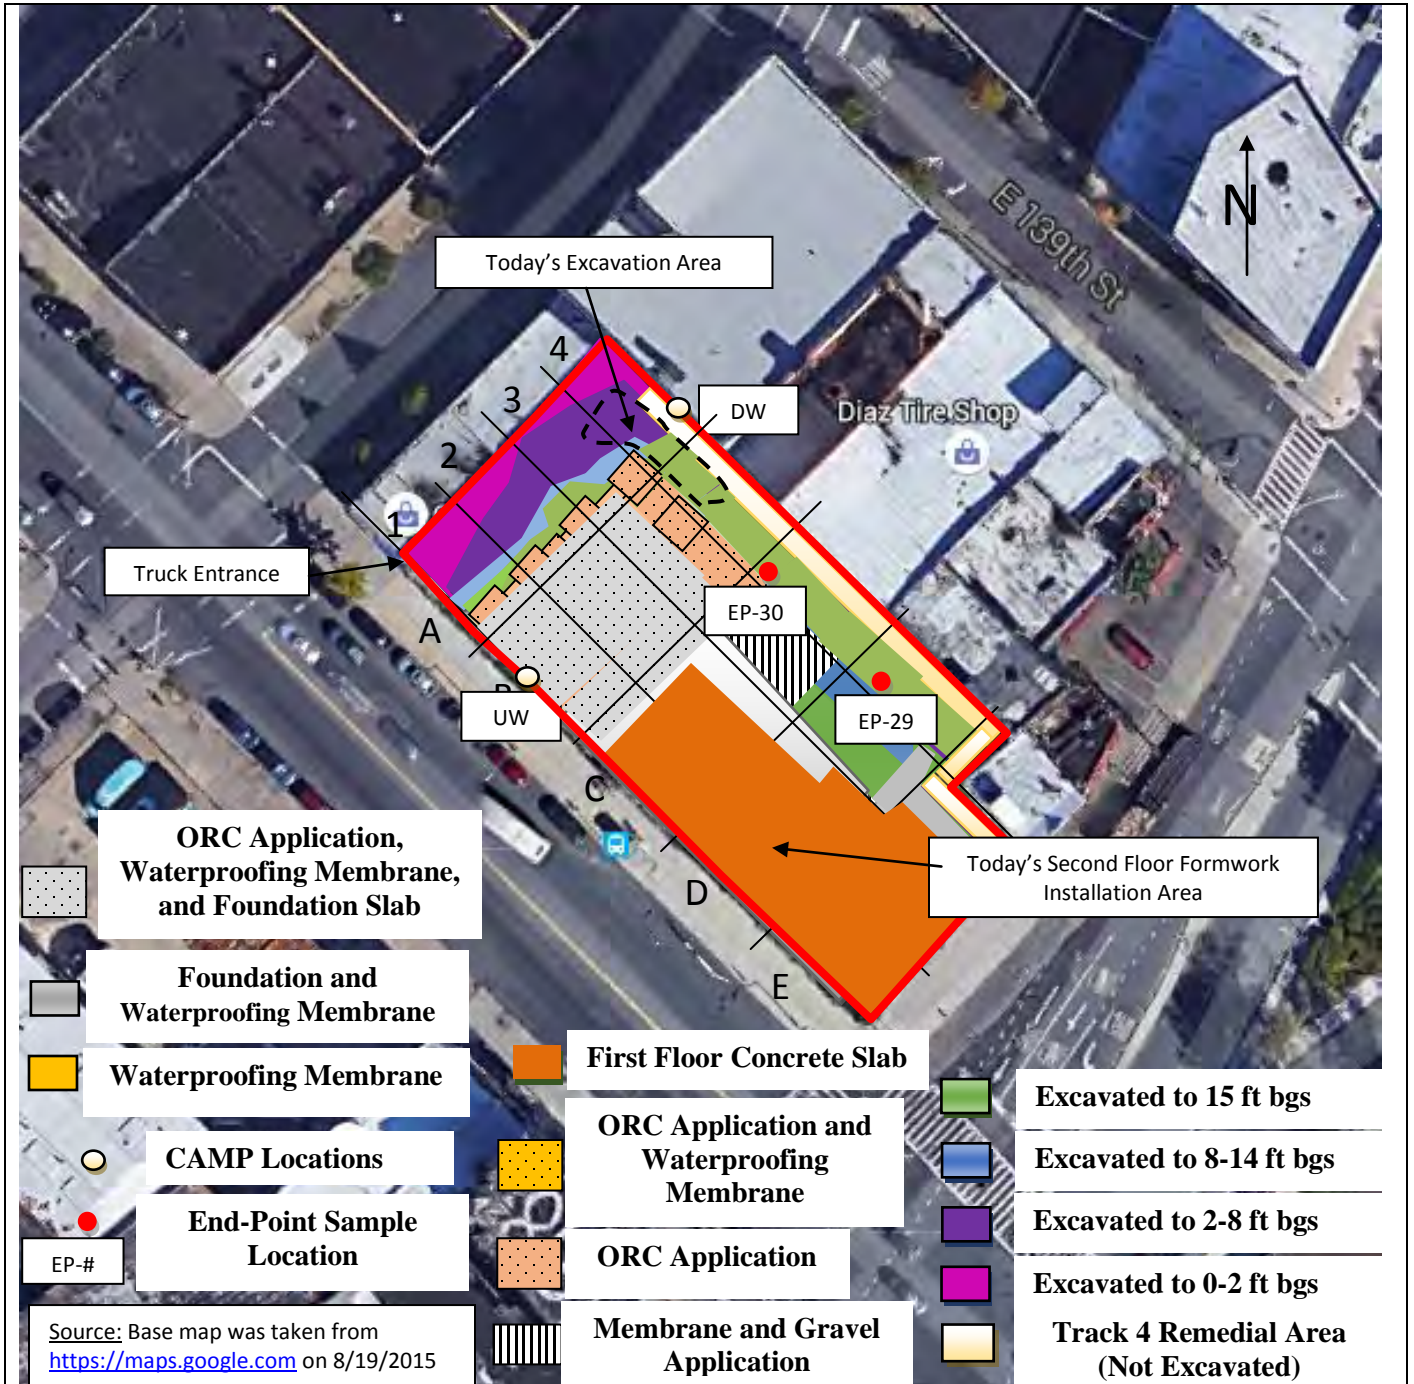 N
E 139th St
Today's Excavation Area
4
3
2
1
DW
Diaz Tire Shop
Truck Entrance
EP-30
A
B
UW
EP-29
C
D
E
Today's Second Floor Formwork
Installation Area
ORC Application,
Waterproofing Membrane,
and Foundation Slab
Foundation and
Waterproofing Membrane
Waterproofing Membrane
CAMP Locations
EP-#
End-Point Sample
Location
Source: Base map was taken from
https://maps.google.com on 8/19/2015
First Floor Concrete Slab
ORC Application and
Waterproofing
Membrane
ORC Application
Membrane and Gravel
Application
Excavated to 15 ft bgs
Excavated to 8-14 ft bgs
Excavated to 2-8 ft bgs
Excavated to 0-2 ft bgs
Track 4 Remedial Area
(Not Excavated)